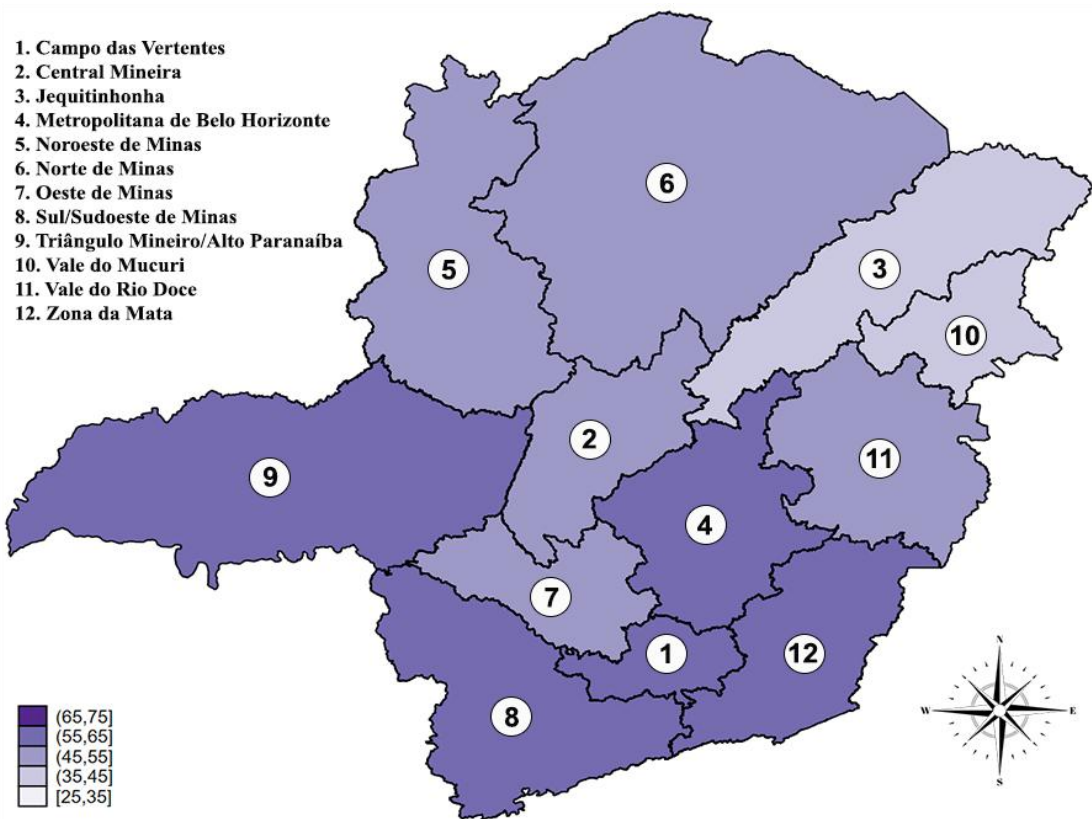 1. Campo das Vertentes
2. Central Mineira
3. Jequitinhonha
4. Metropolitana de Belo Horizonte
5. Noroeste de Minas
6. Norte de Minas
7. Oeste de Minas
8. Sul/Sudoeste de Minas
9. Triângulo Mineiro/Alto Paranaíba
10. Vale do Mucuri
11. Vale do Rio Doce
12. Zona da Mata
6
5
3
10
2
11
9
4
7
1
12
8
N
W
E
S
(65,75]
(55,65]
(45,55]
(35,45]
[25,35]